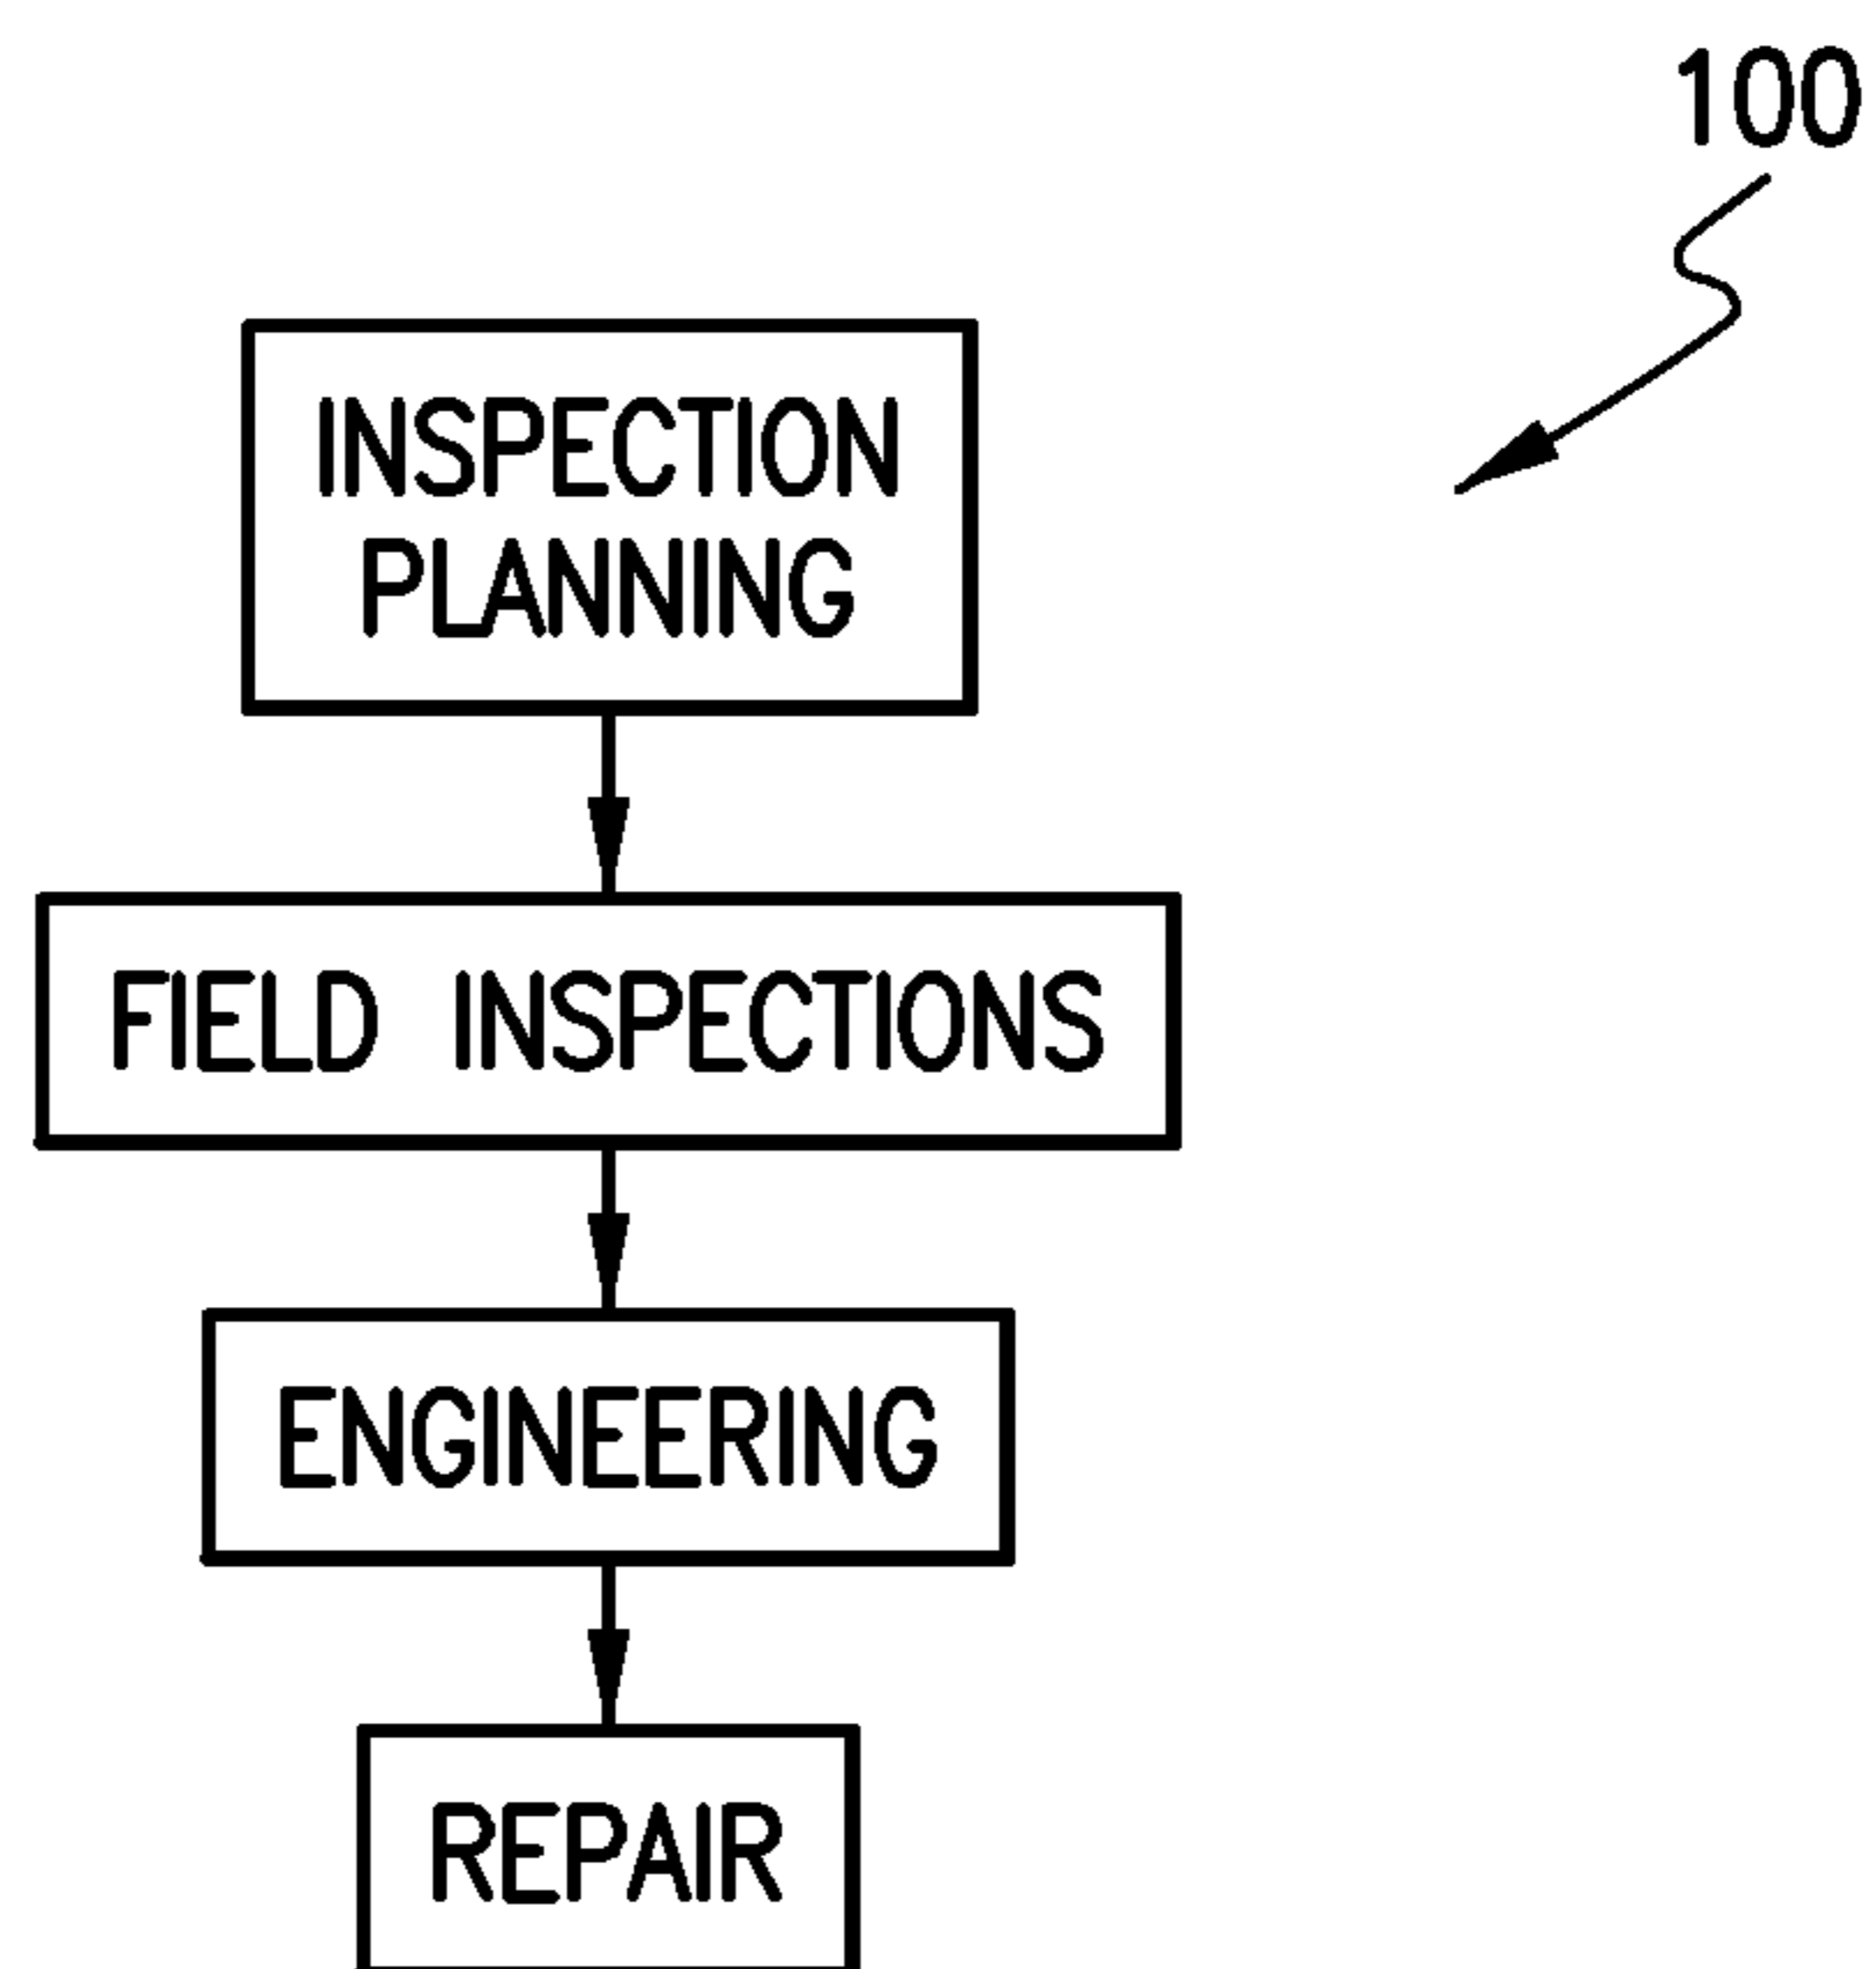 100
INSPECTION
PLANNING
FIELD INSPECTIONS
ENGINEERING
REPAIR